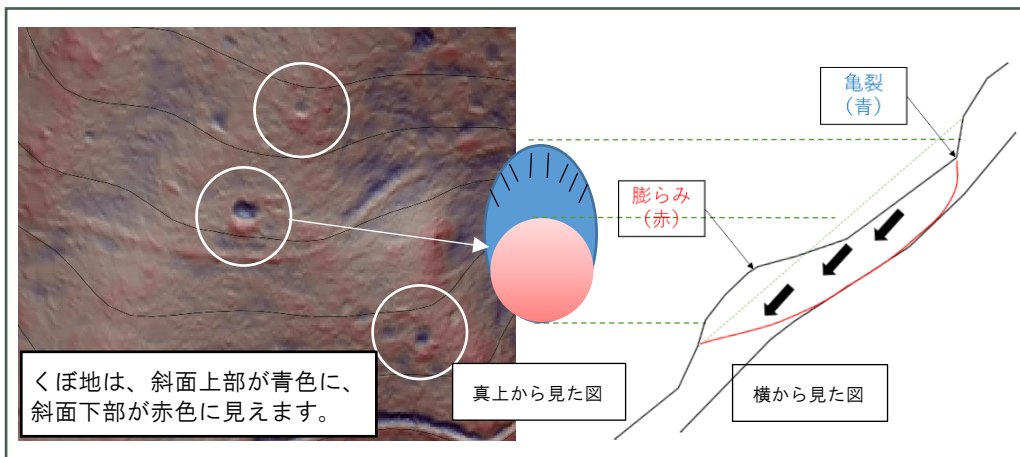 亀裂
(青)
膨らみ
(赤)
くぼ地は、斜面上部が青色に、
斜面下部が赤色に見えます。
真上から見た図
横から見た図